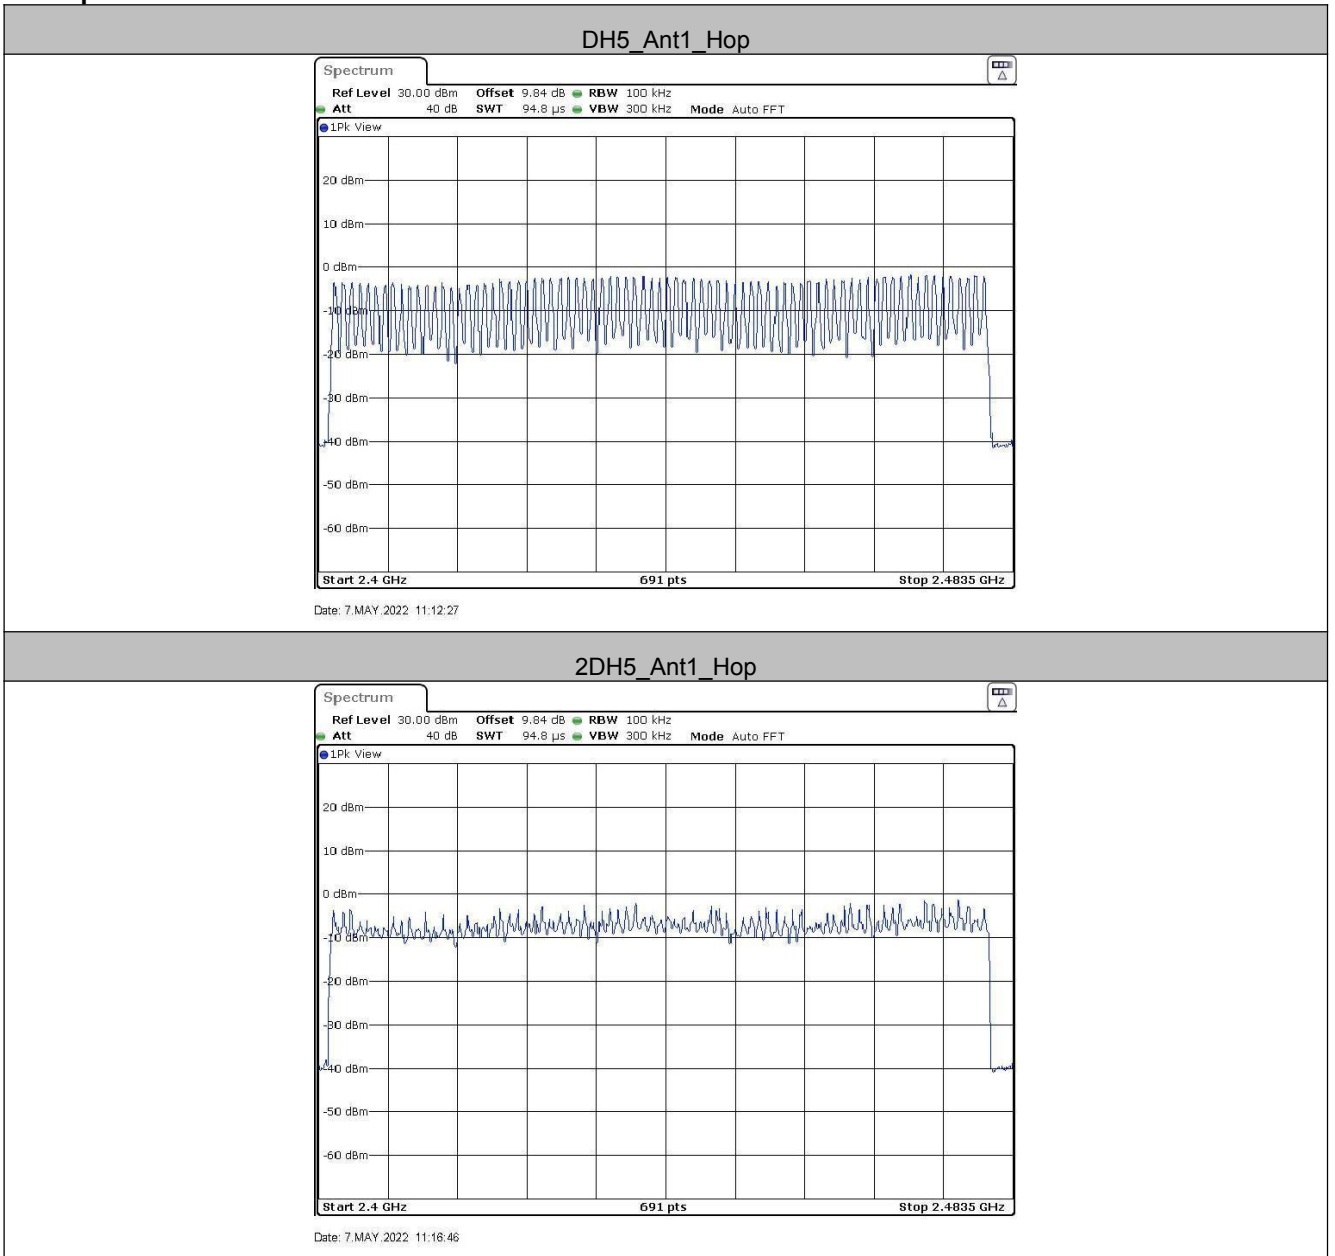 DH5_Ant1_Hop
Spectrum
Ref Level 30.00 dBm Offset 9.84 dB RBW 100 kHz
Att 40 dB SWT 94.8 µs VBW 300 kHz Mode Auto FFT
1Pk View
20 dBm
10 dBm
0 dBm
-10 dBm
-20 dBm
-30 dBm
-40 dBm
-50 dBm
-60 dBm
Start 2.4 GHz 691 pts Stop 2.4835 GHz
Date: 7.MAY.2022 11:12:27
2DH5_Ant1_Hop
Spectrum
Ref Level 30.00 dBm Offset 9.84 dB RBW 100 kHz
Att 40 dB SWT 94.8 µs VBW 300 kHz Mode Auto FFT
1Pk View
20 dBm
10 dBm
0 dBm
-10 dBm
-20 dBm
-30 dBm
-40 dBm
-50 dBm
-60 dBm
Start 2.4 GHz 691 pts Stop 2.4835 GHz
Date: 7.MAY.2022 11:16:46